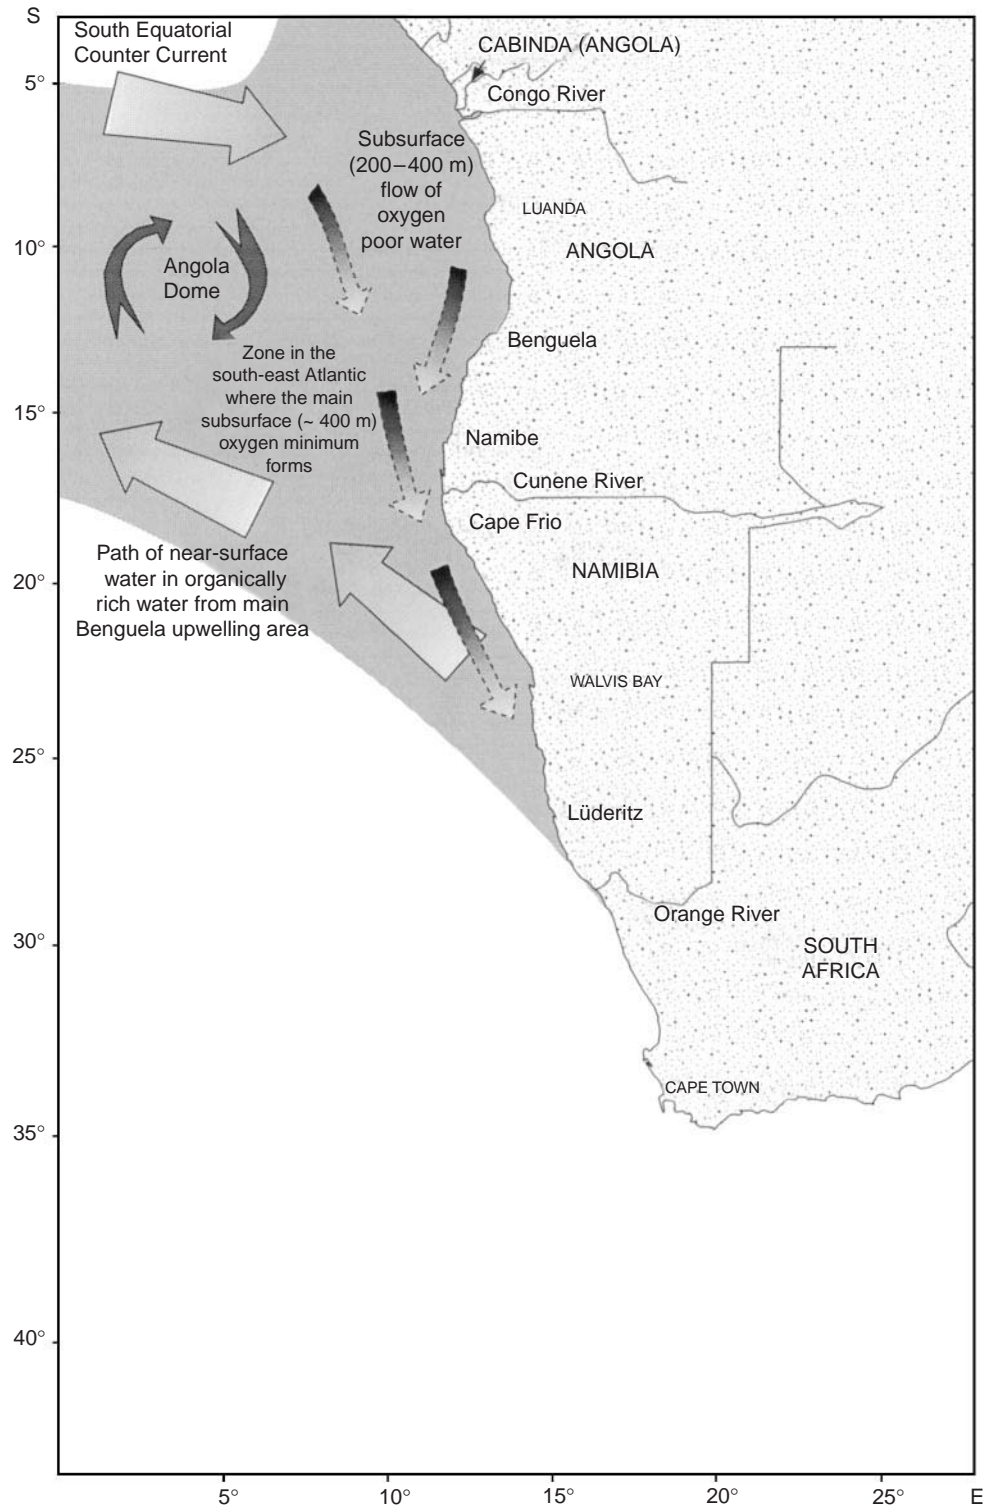 S
South Equatorial
Counter Current
CABINDA (ANGOLA)
5°
Congo River
Subsurface
(200–400 m)
flow of
oxygen
poor water
LUANDA
10°
ANGOLA
Angola
Dome
Benguela
Zone in the
south-east Atlantic
where the main
subsurface (~ 400 m)
oxygen minimum
forms
15°
Namibe
Cunene River
Cape Frio
Path of near-surface
water in organically
rich water from main
Benguela upwelling area
20°
NAMIBIA
WALVIS BAY
25°
Lüderitz
Orange River
30°
SOUTH
AFRICA
CAPE TOWN
35°
40°
5° 10° 15° 20° 25° E